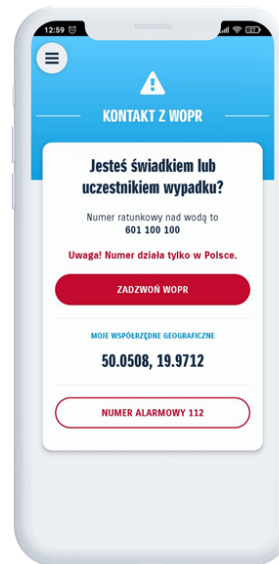 12:59
KONTAKT Z WOPR
Jesteś świadkiem lub
uczestnikiem wypadku?
Numer ratunkowy nad wodą to
601 100 100
Uwaga! Numer działa tylko w Polsce.
ZADZWOŃ WOPR
MOJE WSPÓŁRZĘDNE GEOGRAFICZNE
50.0508, 19.9712
NUMER ALARMOWY 112